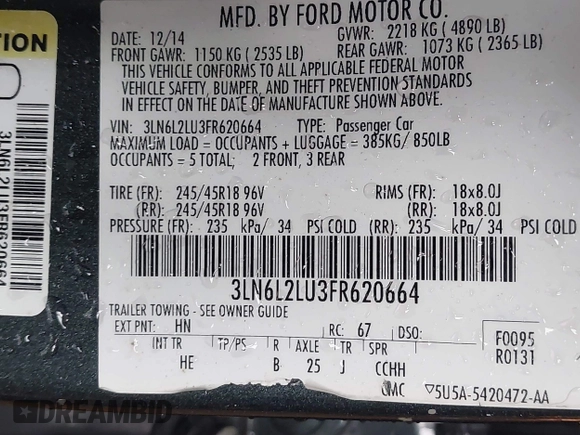 MFD. BY FORD MOTOR CO.
DATE: 12/14 GVWR: 2218 KG ( 4890 LB)
FRONT GAWR: 1150 KG ( 2535 LB) REAR GAWR: 1073 KG ( 2365 LB)
THIS VEHICLE CONFORMS TO ALL APPLICABLE FEDERAL MOTOR
VEHICLE SAFETY, BUMPER, AND THEFT PREVENTION STANDARDS
IN EFFECT ON THE DATE OF MANUFACTURE SHOWN ABOVE.
VIN: 3LN6L2LU3FR620664 TYPE: Passenger Car
MAXIMUM LOAD = OCCUPANTS + LUGGAGE = 385KG/ 850LB
OCCUPANTS = 5 TOTAL; 2 FRONT, 3 REAR
TIRE (FR): 245/45R18 96V RIMS (FR): 18x8.0J
(RR): 245/45R18 96V (RR): 18x8.0J
PRESSURE (FR): 235 kPa/ 34 PSI COLD (RR): 235 kPa/ 34 PSI COLD
3LN6L2LU3FR620664
TRAILER TOWING - SEE OWNER GUIDE
EXT PNT: HN RC: 67 DSO:
F0095
R0131
INT TR TP/PS R AXLE TR SPR
HE B 25 J CCHH
UMC ▽5U5A-5420472-AA
TION
3LN6L2LU3FR620664
DREAMBID